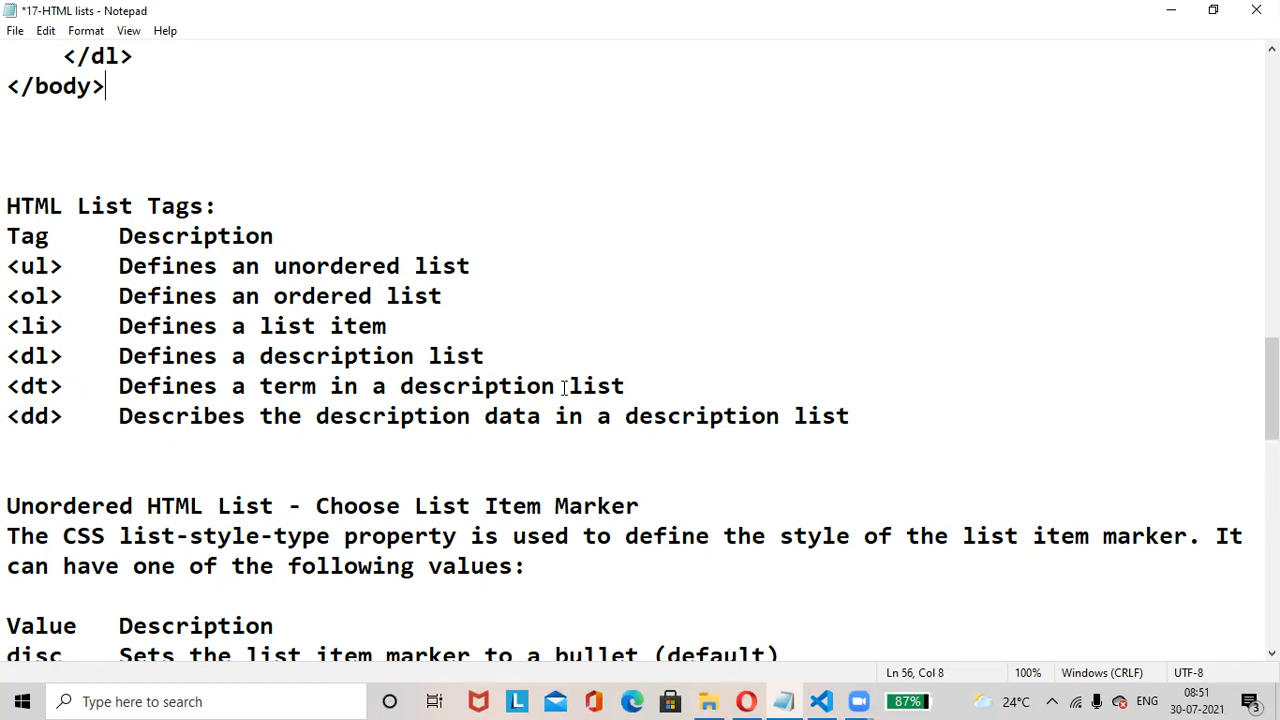 *17-HTML lists - Notepad
File Edit Format View Help
</dl>
</body>
HTML List Tags:
Tag Description
<ul> Defines an unordered list
<ol> Defines an ordered list
<li> Defines a list item
<dl> Defines a description list
<dt> Defines a term in a description list
<dd> Describes the description data in a description list
Unordered HTML List - Choose List Item Marker
The CSS list-style-type property is used to define the style of the list item marker. It
can have one of the following values:
Value Description
disc Sets the list item marker to a bullet (default)
Ln 56, Col 8 100% Windows (CRLF) UTF-8
Type here to search 87% 24°C ENG 08:51
30-07-2021 3